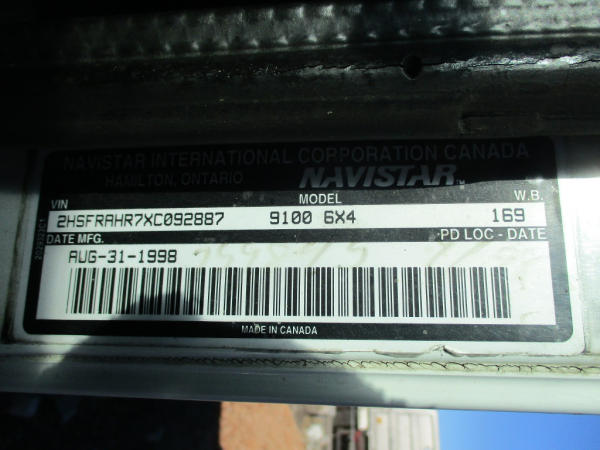 NAVISTAR INTERNATIONAL CORPORATION CANADA
HAMILTON, ONTARIO NAVISTAR™
VIN MODEL W.B.
2HSFRAHR7XC092887 9100 6X4 169
DATE MFG. PD LOC - DATE
AUG-31-1998
MADE IN CANADA